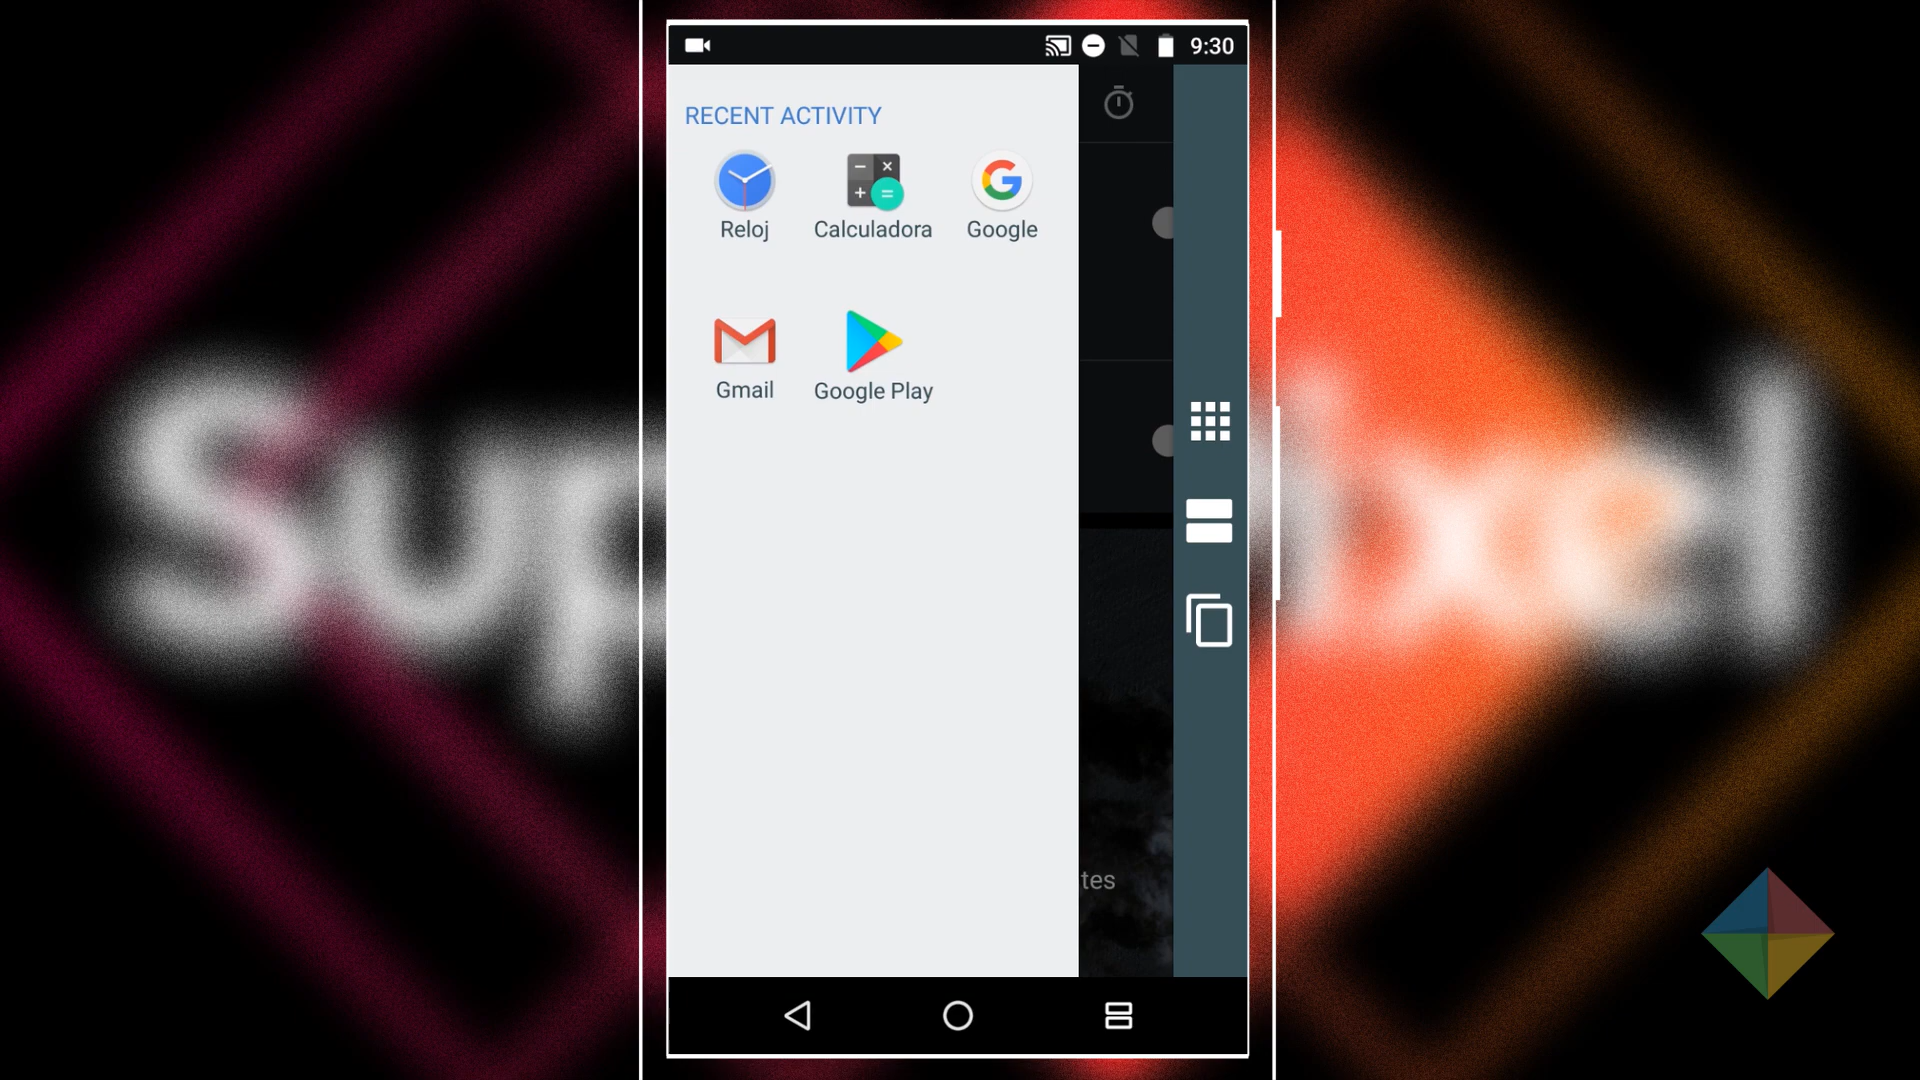 9:30
RECENT ACTIVITY
Reloj
Calculadora
Google
Gmail
Google Play
tes